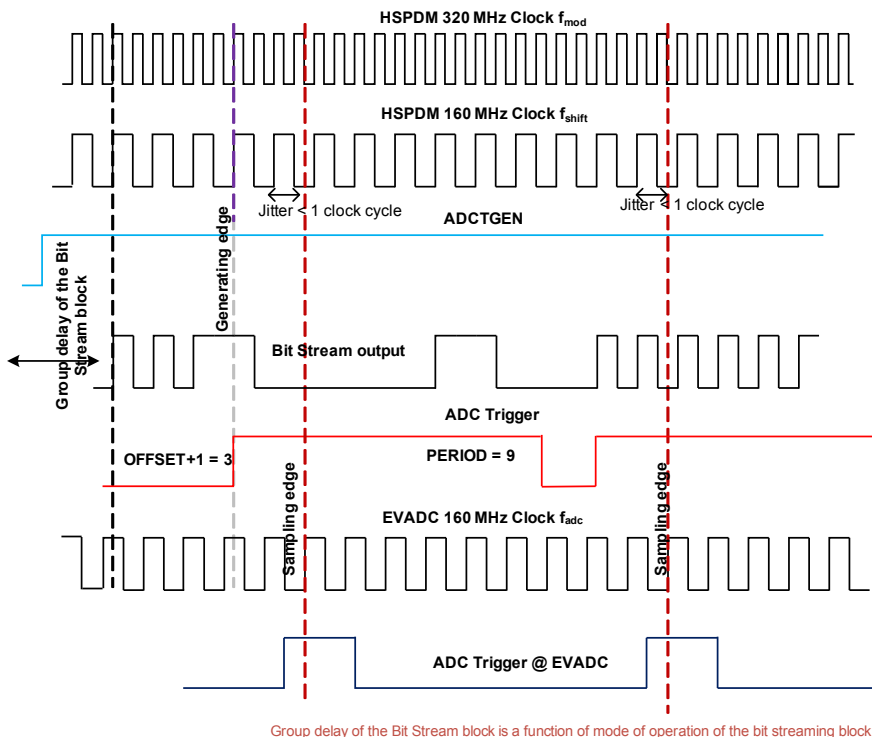 HSPDM 320 MHz Clock fmod
HSPDM 160 MHz Clock fshift
Jitter < 1 clock cycle
Jitter < 1 clock cycle
ADCTGEN
Generating edge
Group delay of the Bit
Stream block
Bit Stream output
ADC Trigger
OFFSET+1 = 3
PERIOD = 9
Sampling edge
Sampling edge
EVADC 160 MHz Clock fadc
ADC Trigger @ EVADC
Group delay of the Bit Stream block is a function of mode of operation of the bit streaming block